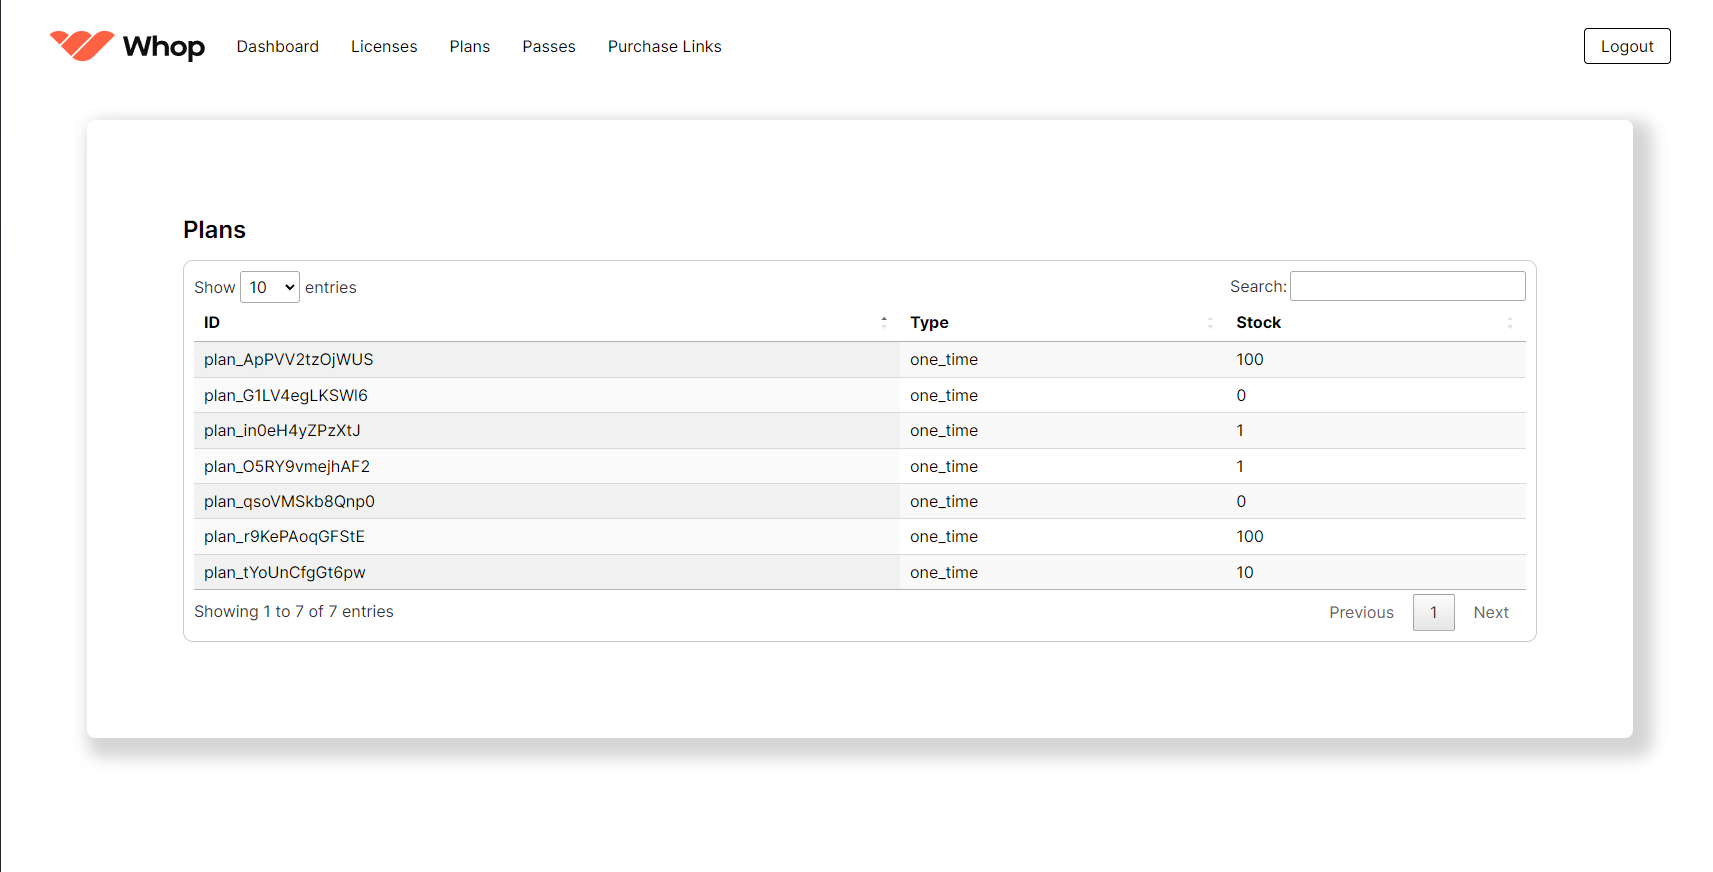 Whop Dashboard Licenses Plans Passes Purchase Links Logout
Plans
Show 10 entries Search:
ID Type Stock
plan_ApPVV2tzOjWUS one_time 100
plan_G1LV4egLKSWl6 one_time 0
plan_in0eH4yZPzXtJ one_time 1
plan_O5RY9vmejhAF2 one_time 1
plan_qsoVMSkb8Qnp0 one_time 0
plan_r9KePAoqGFStE one_time 100
plan_tYoUnCfgGt6pw one_time 10
Showing 1 to 7 of 7 entries Previous 1 Next